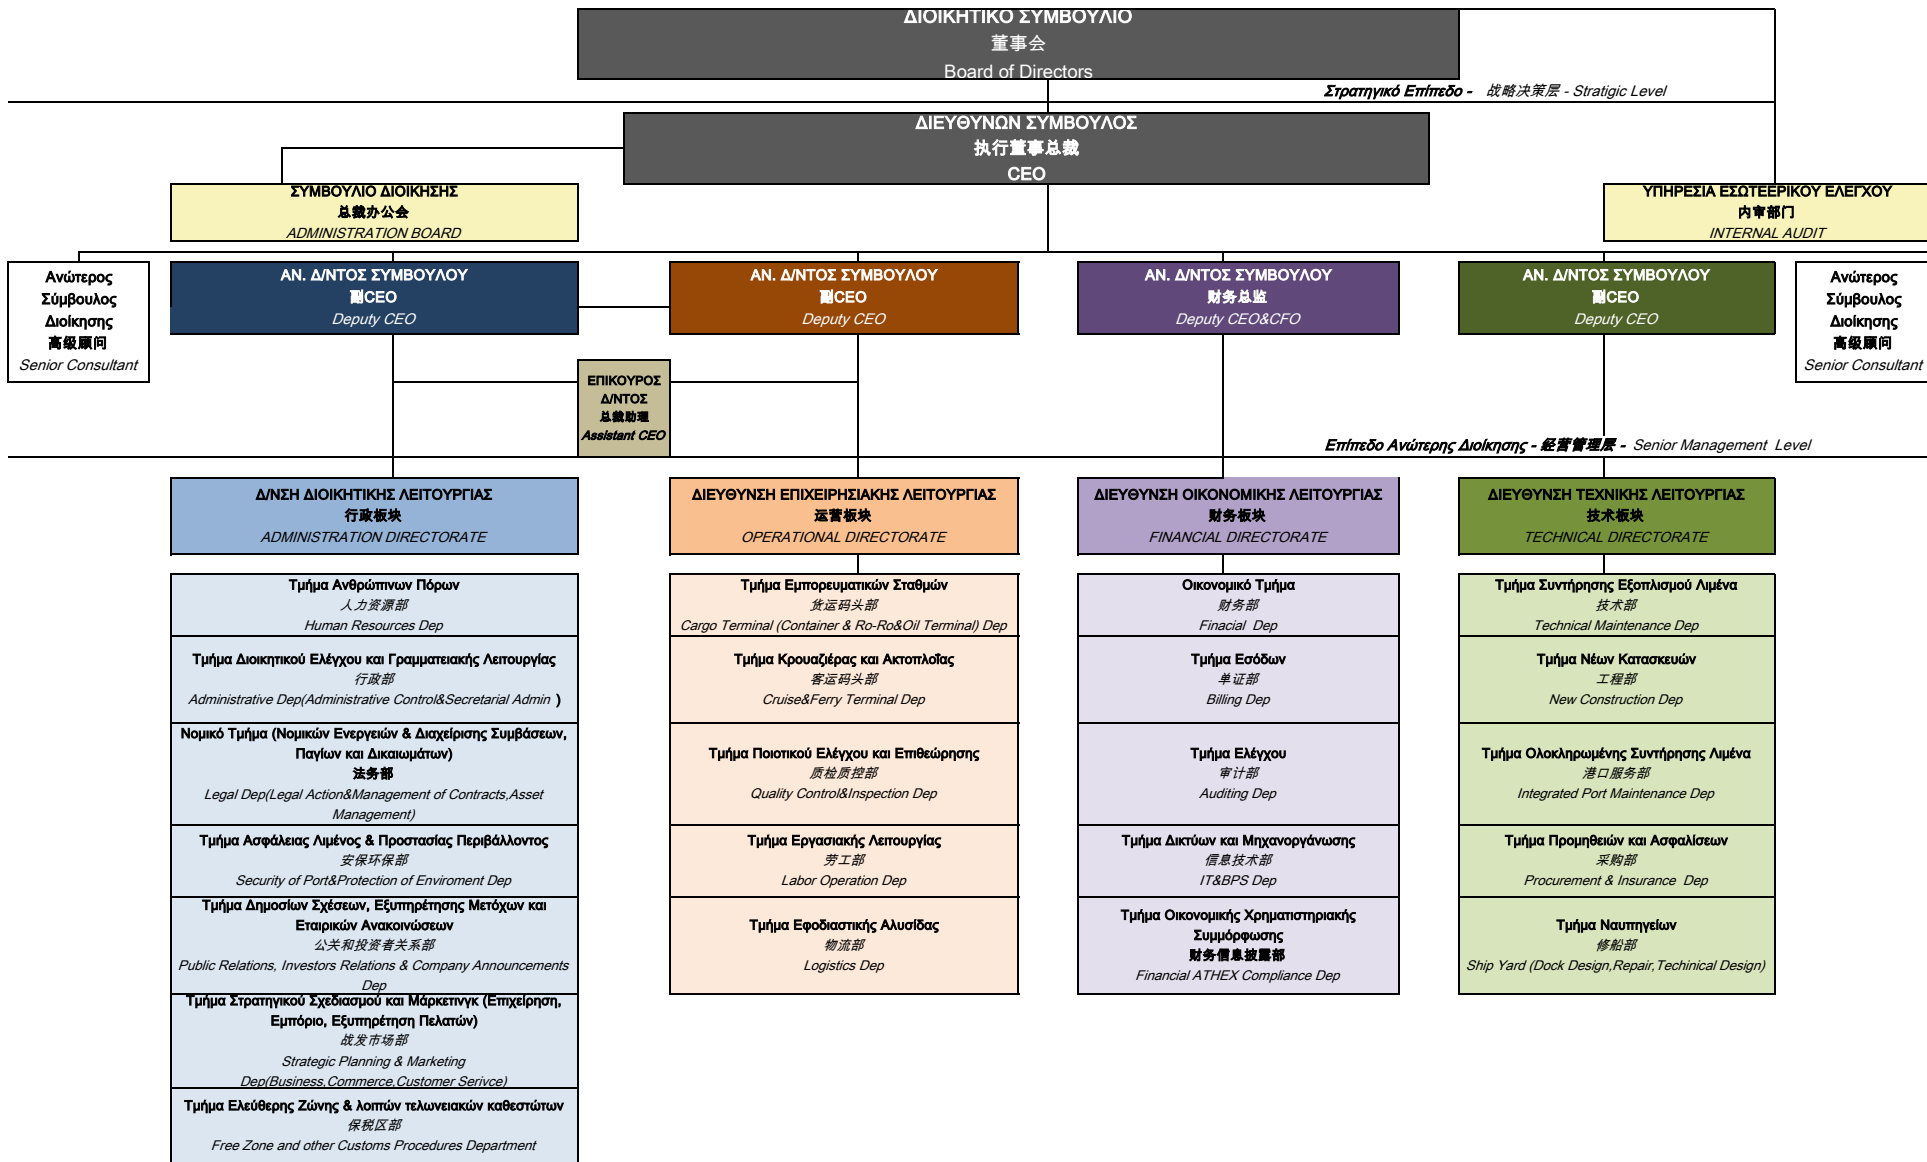 ΔΙΟΙΚΗΤΙΚΟ ΣΥΜΒΟΥΛΙΟ
董事会
Board of Directors
Στρατηγικό Επίπεδο - 战略决策层 - Stratigic Level
ΔΙΕΥΘΥΝΩΝ ΣΥΜΒΟΥΛΟΣ
执行董事总裁
CEO
ΣΥΜΒΟΥΛΙΟ ΔΙΟΙΚΗΣΗΣ
总裁办公会
ADMINISTRATION BOARD
ΥΠΗΡΕΣΙΑ ΕΣΩΤΕΕΡΙΚΟΥ ΕΛΕΓΧΟΥ
内审部门
INTERNAL AUDIT
Ανώτερος
Σύμβουλος
Διοίκησης
高级顾问
Senior Consultant
ΑΝ. Δ/ΝΤΟΣ ΣΥΜΒΟΥΛΟΥ
副CEO
Deputy CEO
ΑΝ. Δ/ΝΤΟΣ ΣΥΜΒΟΥΛΟΥ
副CEO
Deputy CEO
ΑΝ. Δ/ΝΤΟΣ ΣΥΜΒΟΥΛΟΥ
财务总监
Deputy CEO&CFO
ΑΝ. Δ/ΝΤΟΣ ΣΥΜΒΟΥΛΟΥ
副CEO
Deputy CEO
Ανώτερος
Σύμβουλος
Διοίκησης
高级顾问
Senior Consultant
ΕΠΙΚΟΥΡΟΣ
Δ/ΝΤΟΣ
总裁助理
Assistant CEO
Επίπεδο Ανώτερης Διοίκησης - 经营管理层 - Senior Management Level
Δ/ΝΣΗ ΔΙΟΙΚΗΤΙΚΗΣ ΛΕΙΤΟΥΡΓΙΑΣ
行政板块
ADMINISTRATION DIRECTORATE
Τμήμα Ανθρώπινων Πόρων
人力资源部
Human Resources Dep
Τμήμα Διοικητικού Ελέγχου και Γραμματειακής Λειτουργίας
行政部
Administrative Dep(Administrative Control&Secretarial Admin )
Νομικό Τμήμα (Νομικών Ενεργειών & Διαχείρισης Συμβάσεων,
Παγίων και Δικαιωμάτων)
法务部
Legal Dep(Legal Action&Management of Contracts,Asset
Management)
Τμήμα Ασφάλειας Λιμένος & Προστασίας Περιβάλλοντος
安保环保部
Security of Port&Protection of Enviroment Dep
Τμήμα Δημοσίων Σχέσεων, Εξυπηρέτησης Μετόχων και
Εταιρικών Ανακοινώσεων
公关和投资者关系部
Public Relations, Investors Relations & Company Announcements
Dep
Τμήμα Στρατηγικού Σχεδιασμού και Μάρκετινγκ (Επιχείρηση,
Εμπόριο, Εξυπηρέτηση Πελατών)
战发市场部
Strategic Planning & Marketing
Dep(Business,Commerce,Customer Serivce)
Τμήμα Ελεύθερης Ζώνης & λοιπών τελωνειακών καθεστώτων
保税区部
Free Zone and other Customs Procedures Department
ΔΙΕΥΘΥΝΣΗ ΕΠΙΧΕΙΡΗΣΙΑΚΗΣ ΛΕΙΤΟΥΡΓΙΑΣ
运营板块
OPERATIONAL DIRECTORATE
Τμήμα Εμπορευματικών Σταθμών
货运码头部
Cargo Terminal (Container & Ro-Ro&Oil Terminal) Dep
Τμήμα Κρουαζιέρας και Ακτοπλοΐας
客运码头部
Cruise&Ferry Terminal Dep
Τμήμα Ποιοτικού Ελέγχου και Επιθεώρησης
质检质控部
Quality Control&Inspection Dep
Τμήμα Εργασιακής Λειτουργίας
劳工部
Labor Operation Dep
Τμήμα Εφοδιαστικής Αλυσίδας
物流部
Logistics Dep
ΔΙΕΥΘΥΝΣΗ ΟΙΚΟΝΟΜΙΚΗΣ ΛΕΙΤΟΥΡΓΙΑΣ
财务板块
FINANCIAL DIRECTORATE
Οικονομικό Τμήμα
财务部
Finacial Dep
Τμήμα Εσόδων
单证部
Billing Dep
Τμήμα Ελέγχου
审计部
Auditing Dep
Τμήμα Δικτύων και Μηχανοργάνωσης
信息技术部
IT&BPS Dep
Τμήμα Οικονομικής Χρηματιστηριακής
Συμμόρφωσης
财务信息披露部
Financial ATHEX Compliance Dep
ΔΙΕΥΘΥΝΣΗ ΤΕΧΝΙΚΗΣ ΛΕΙΤΟΥΡΓΙΑΣ
技术板块
TECHNICAL DIRECTORATE
Τμήμα Συντήρησης Εξοπλισμού Λιμένα
技术部
Technical Maintenance Dep
Τμήμα Νέων Κατασκευών
工程部
New Construction Dep
Τμήμα Ολοκληρωμένης Συντήρησης Λιμένα
港口服务部
Integrated Port Maintenance Dep
Τμήμα Προμηθειών και Ασφαλίσεων
采购部
Procurement & Insurance Dep
Τμήμα Ναυπηγείων
修船部
Ship Yard (Dock Design,Repair,Techinical Design)